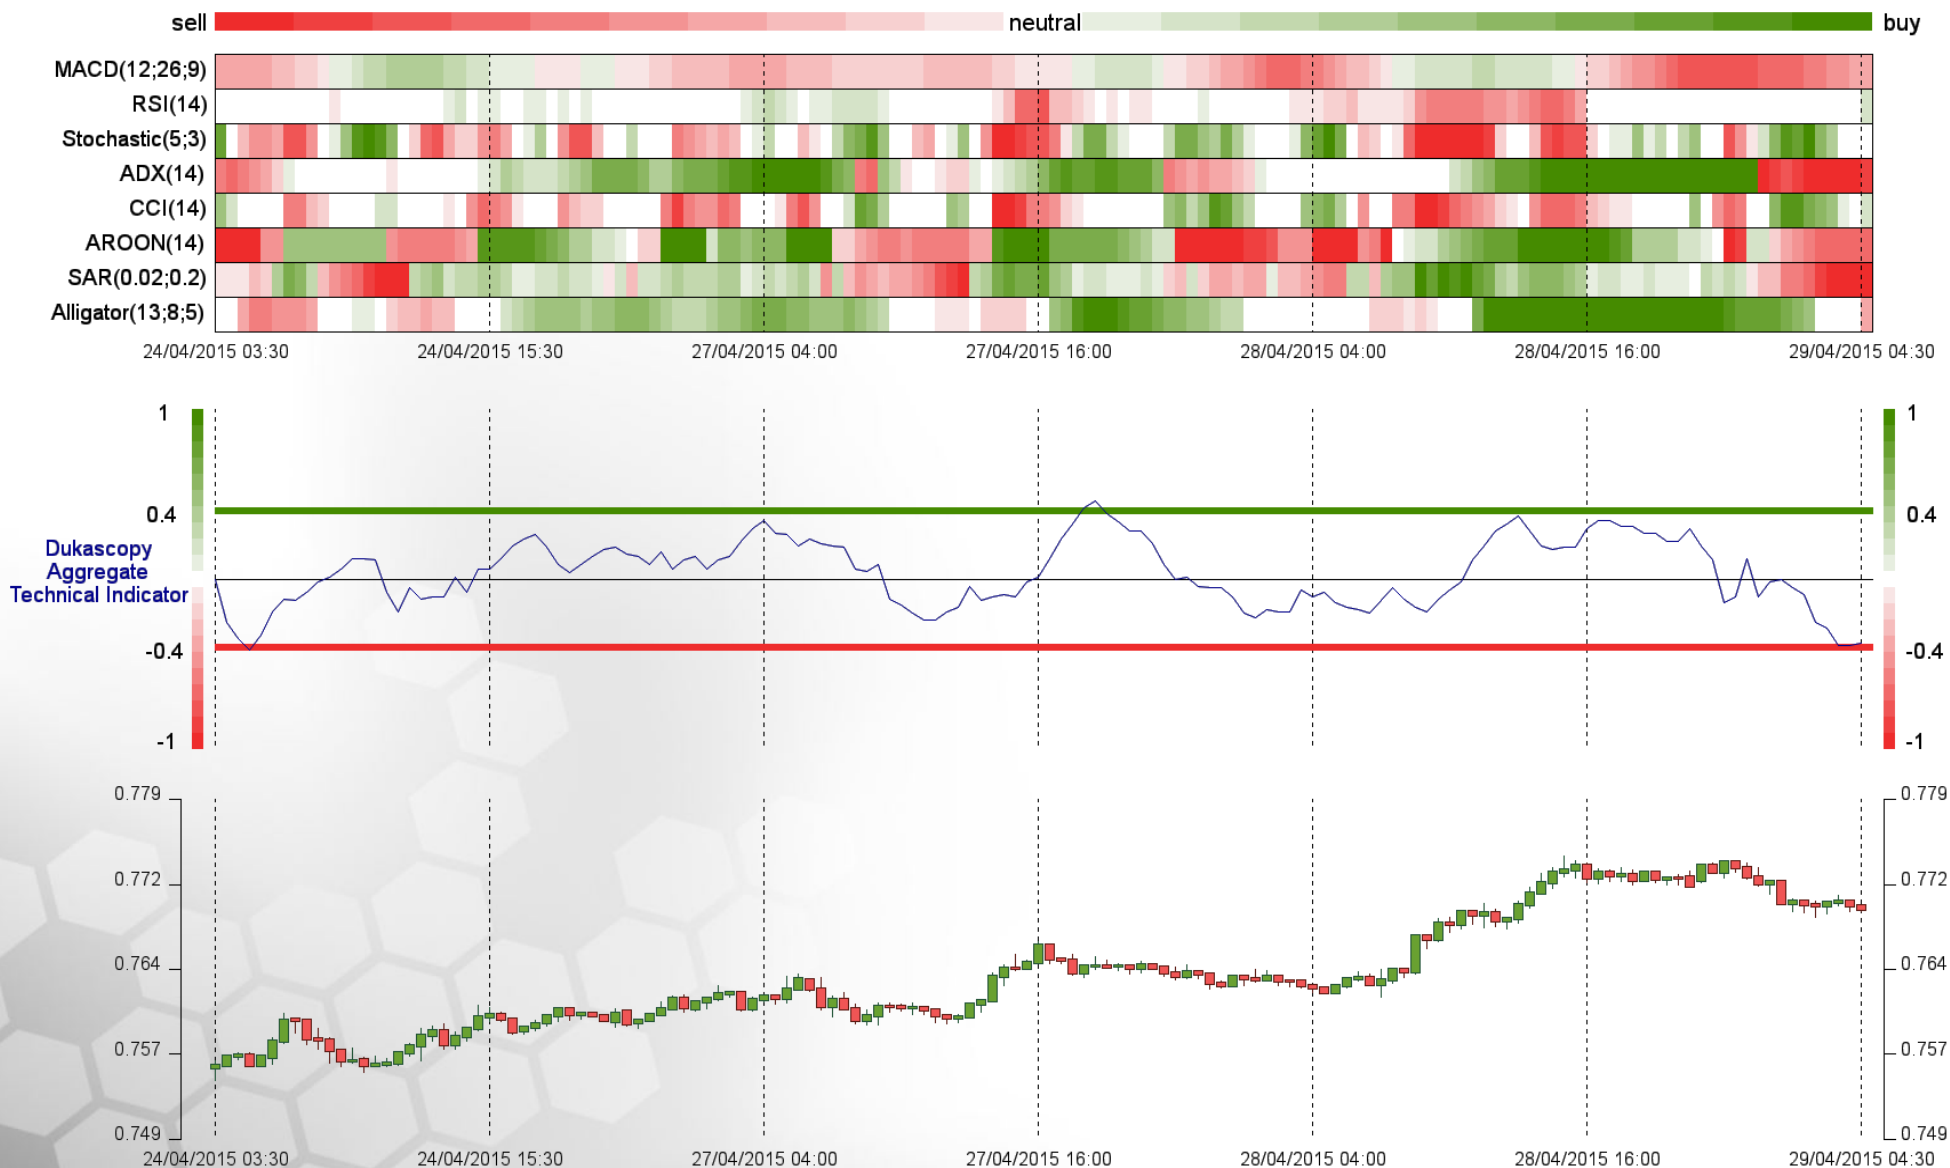 sell neutral buy
MACD(12;26;9)
RSI(14)
Stochastic(5;3)
ADX(14)
CCI(14)
AROON(14)
SAR(0.02;0.2)
Alligator(13;8;5)
24/04/2015 03:30 24/04/2015 15:30 27/04/2015 04:00 27/04/2015 16:00 28/04/2015 04:00 28/04/2015 16:00 29/04/2015 04:30
1 1
0.4 0.4
Dukascopy
Aggregate
Technical Indicator
-0.4 -0.4
-1 -1
0.779 0.779
0.772 0.772
0.764 0.764
0.757 0.757
0.749 0.749
24/04/2015 03:30 24/04/2015 15:30 27/04/2015 04:00 27/04/2015 16:00 28/04/2015 04:00 28/04/2015 16:00 29/04/2015 04:30